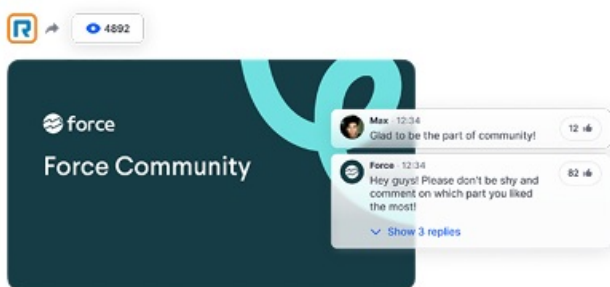 R
4892
force
Force Community
Max · 12:34
Glad to be the part of community!
12
Force · 12:34
Hey guys! Please don't be shy and
comment on which part you liked
the most!
82
Show 3 replies